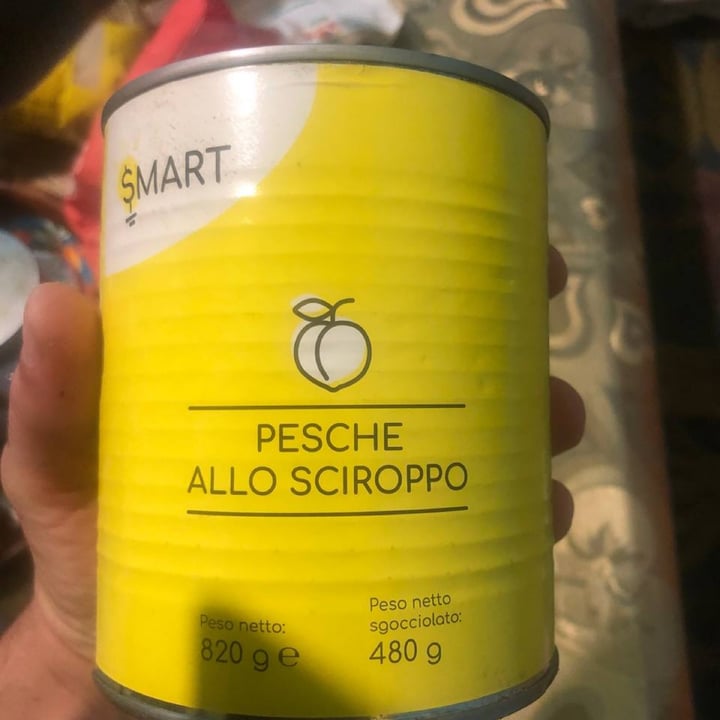 SMART
PESCHE
ALLO SCIROPPO
Peso netto:
820 g ℮
Peso netto
sgocciolato:
480 g